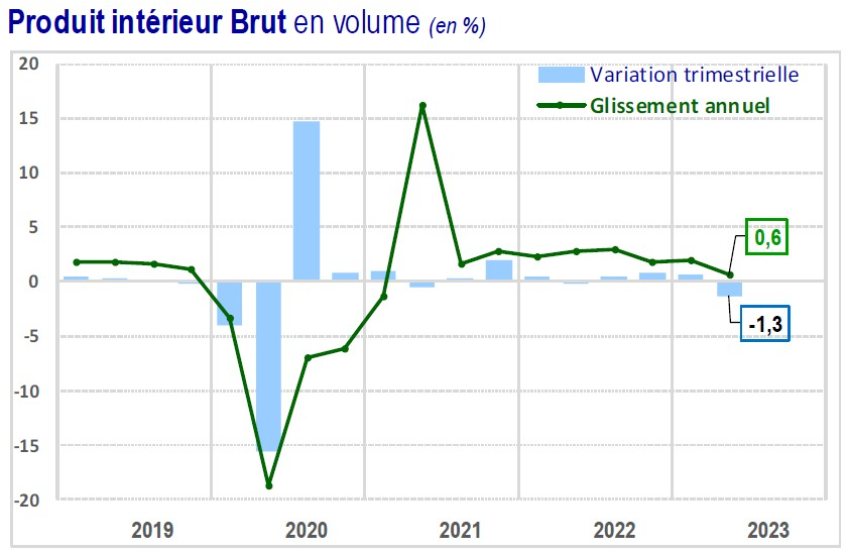 Produit intérieur Brut en volume (en %)
Variation trimestrielle
Glissement annuel
20
15
10
5
0
-5
-10
-15
-20
0,6
-1,3
2019 2020 2021 2022 2023